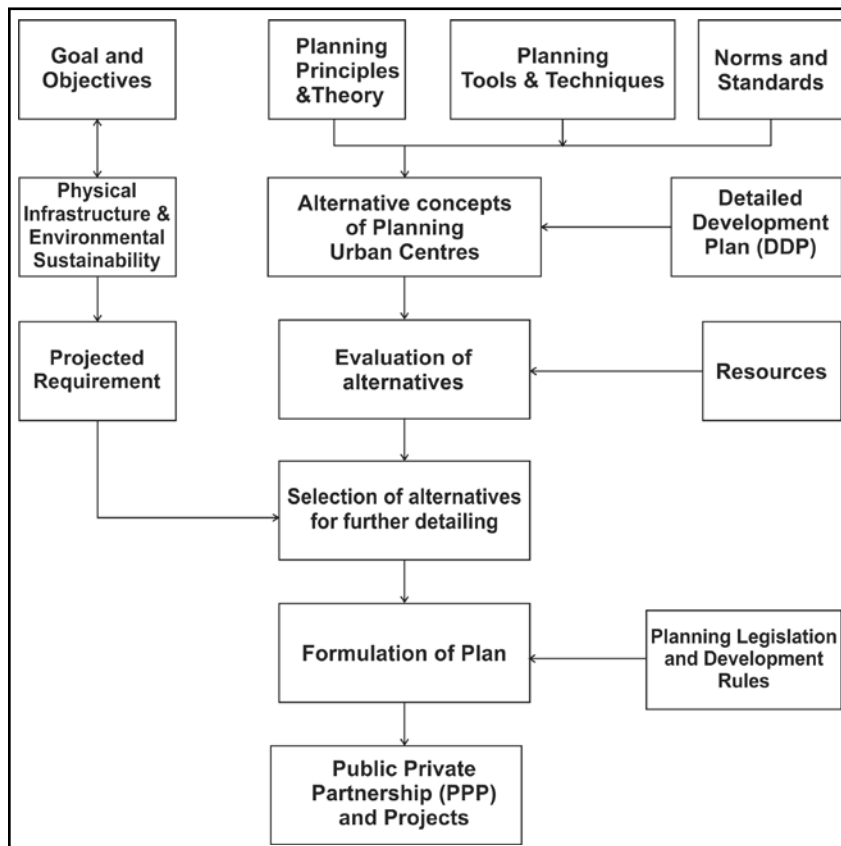 Goal and
Objectives
Planning
Principles
&Theory
Planning
Tools & Techniques
Norms and
Standards
Physical
Infrastructure &
Environmental
Sustainability
Alternative concepts
of Planning
Urban Centres
Detailed
Development
Plan (DDP)
Projected
Requirement
Evaluation of
alternatives
Resources
Selection of alternatives
for further detailing
Formulation of Plan
Planning Legislation
and Development
Rules
Public Private
Partnership (PPP)
and Projects